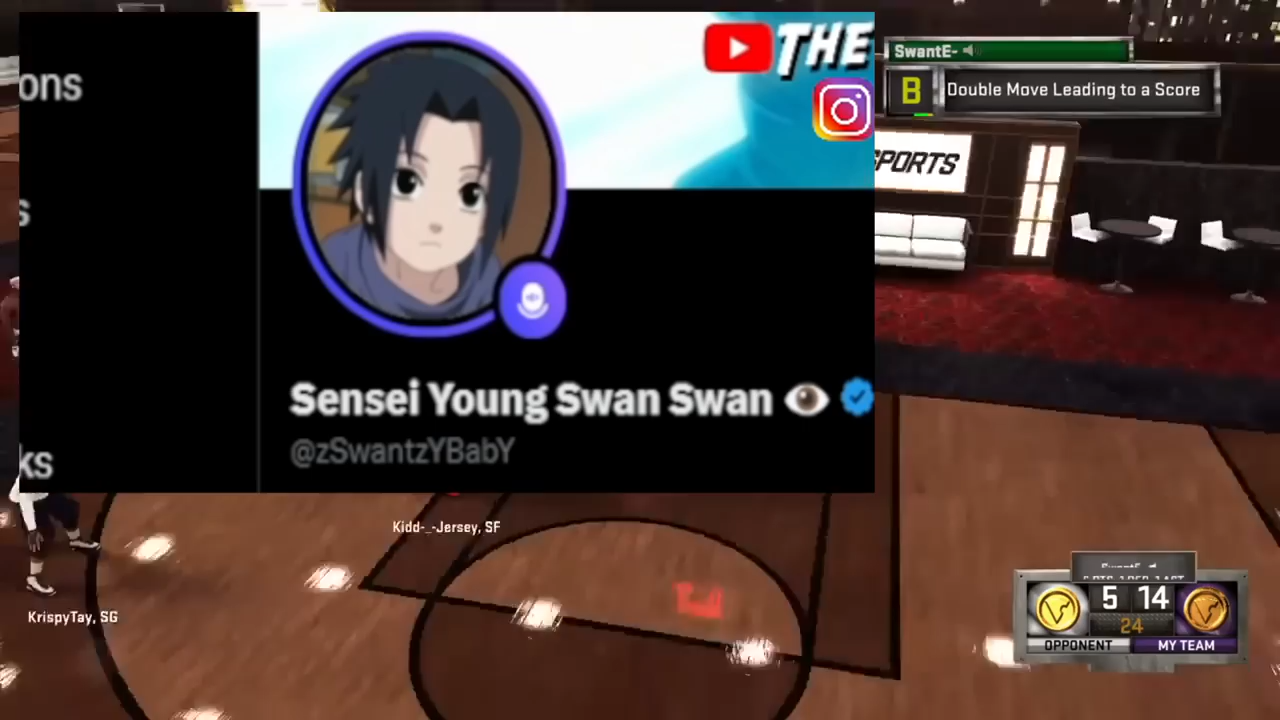 ons
s
ks
THE
Sensei Young Swan Swan
@zSwantzYBabY
SwantE-
B
Double Move Leading to a Score
SPORTS
Kidd-_-Jersey, SF
KrispyTay, SG
5 14
24
OPPONENT MY TEAM